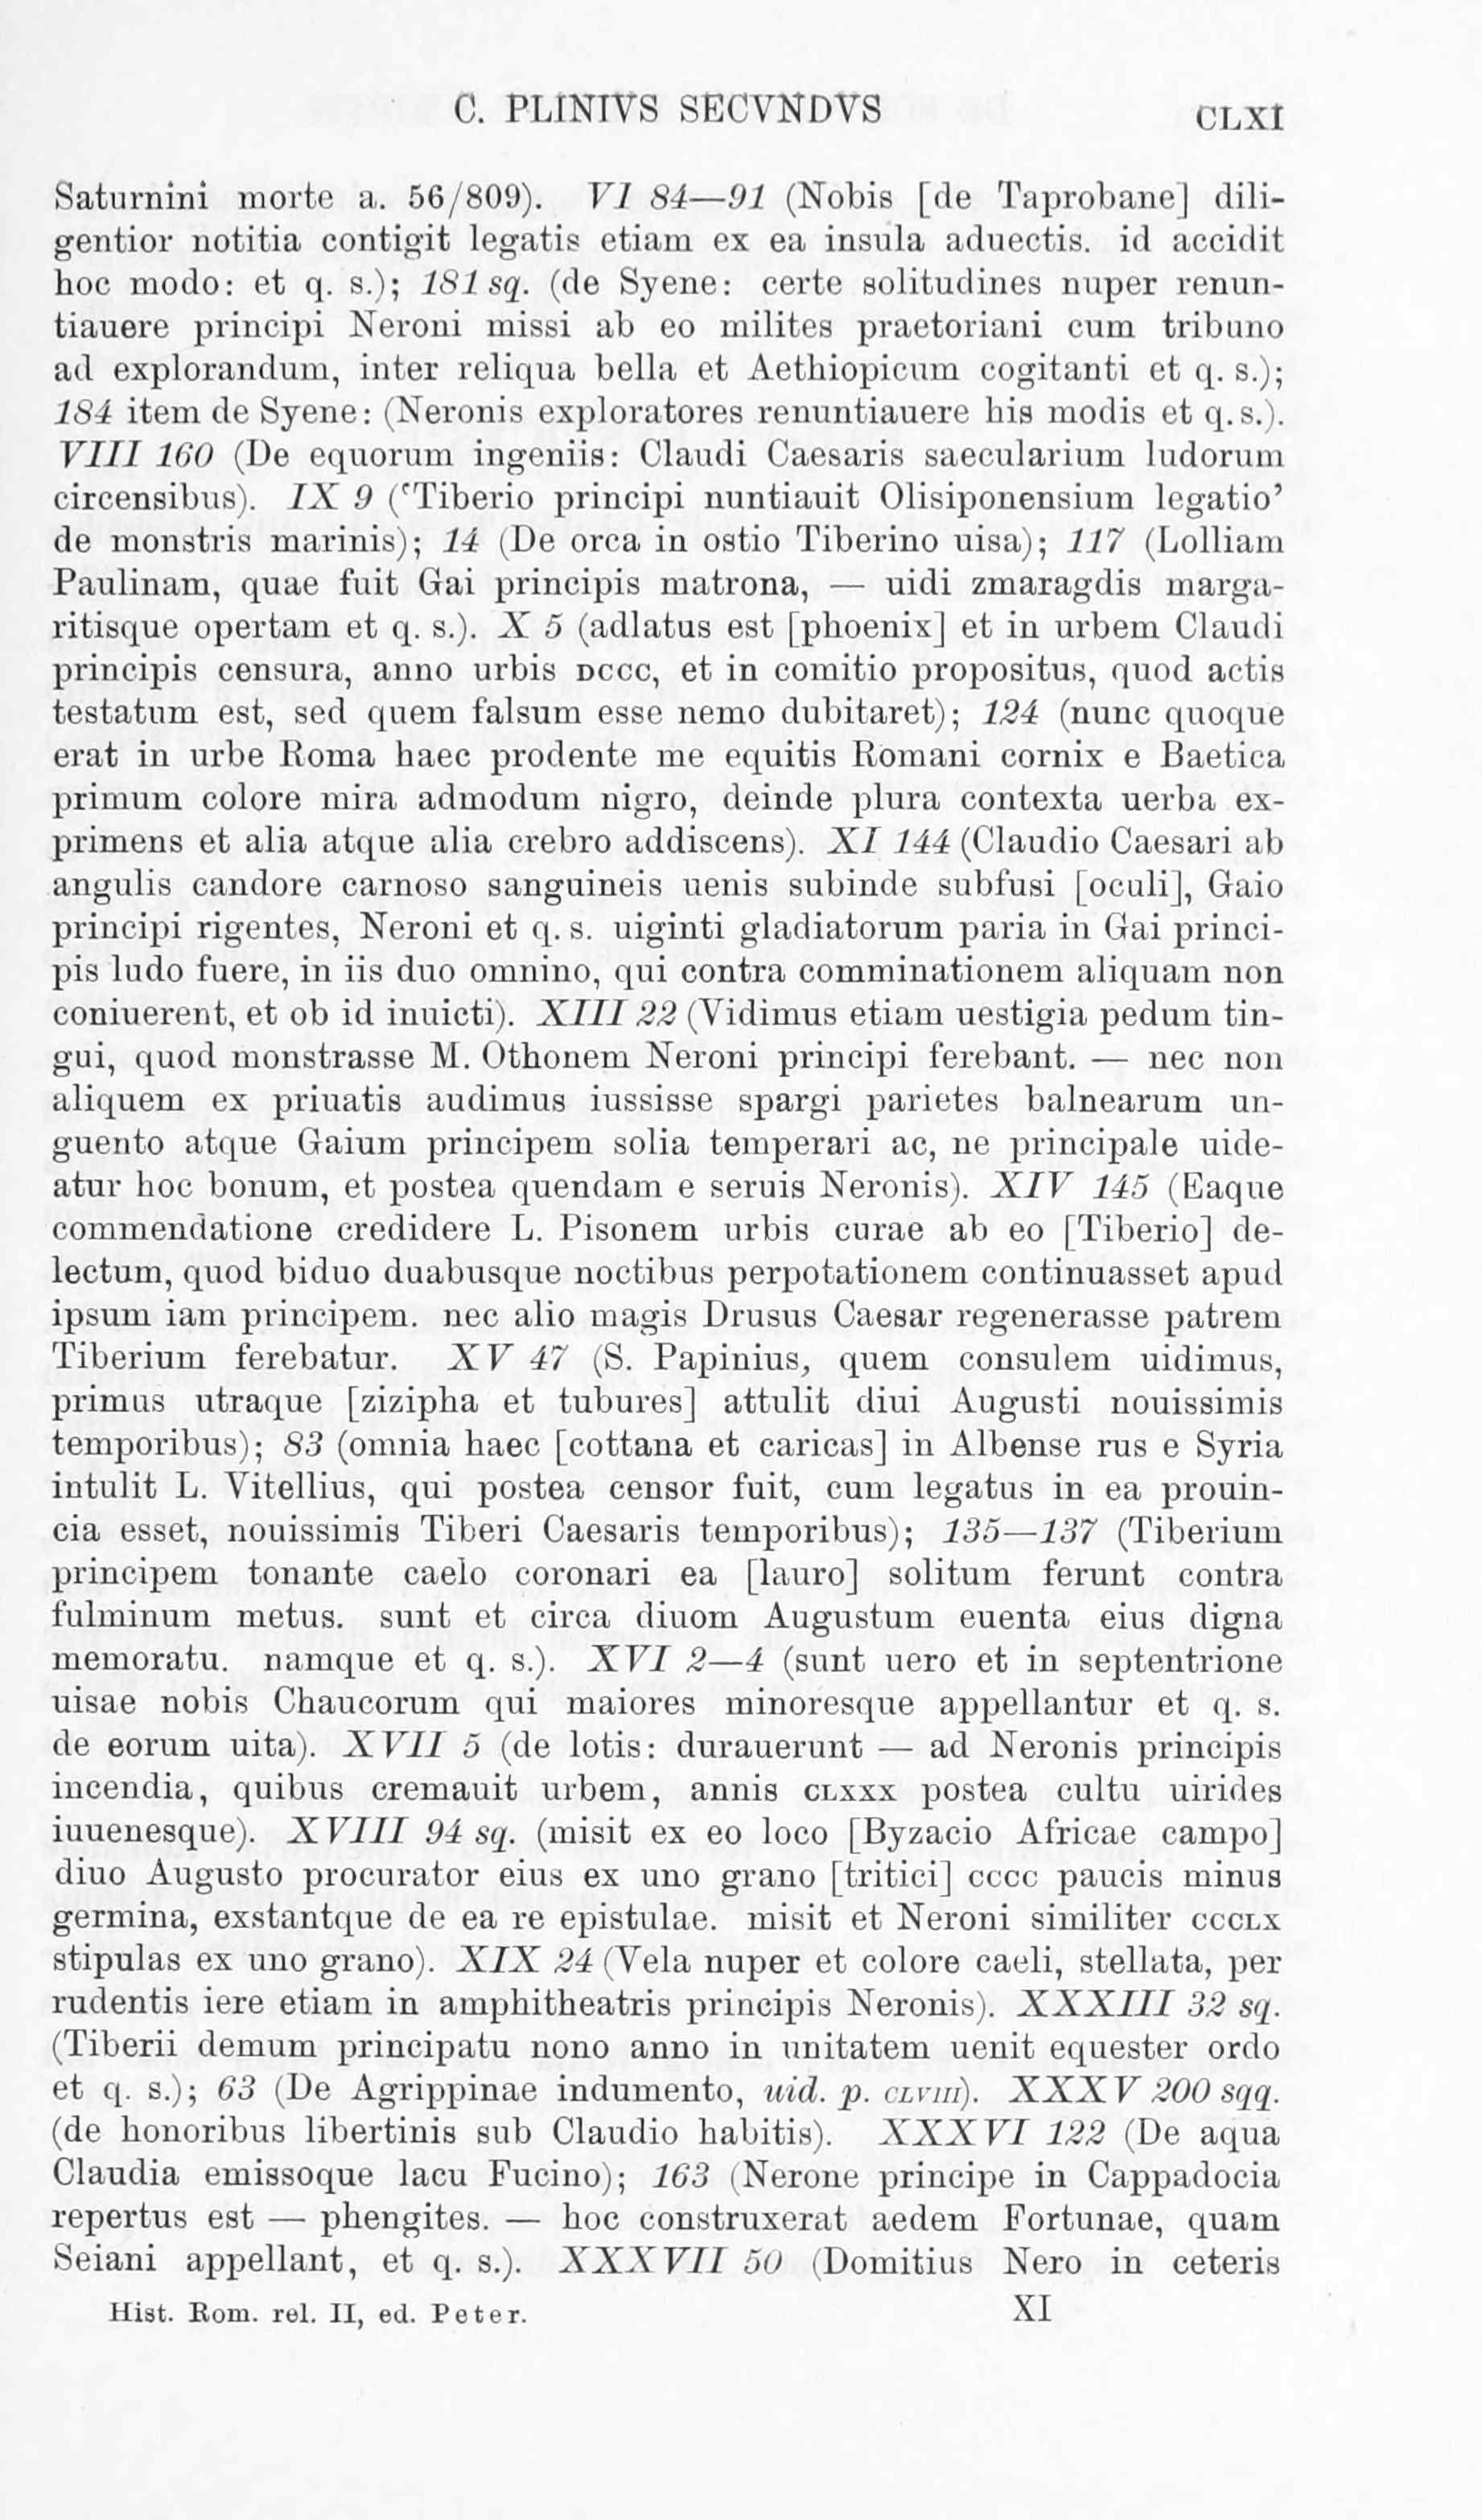 C. PLINIVS SECVNDVS CLXI
Saturnini morte a. 56/809). VI 84—91 (Nobis [de Taprobane] dili-
gentior notitia contigit legatis etiam ex ea insula aduectis. id accidit
hoc modo: et q. s.); 181 sq. (de Syene: certe solitudines nuper renun-
tiauere principi Neroni missi ab eo milites praetoriani cum tribuno
ad explorandum, inter reliqua bella et Aethiopicum cogitanti et q. s.);
184 item de Syene: (Neronis exploratores renuntiauere his modis et q. s.).
VIII 160 (De equorum ingeniis: Claudi Caesaris saecularium ludorum
circensibus). IX 9 (‘Tiberio principi nuntiauit Olisiponensium legatio’
de monstris marinis); 14 (De orca in ostio Tiberino uisa); 117 (Lolliam
Paulinam, quae fuit Gai principis matrona, — uidi zmaragdis marga-
ritisque opertam et q. s.). X 5 (adlatus est [phoenix] et in urbem Claudi
principis censura, anno urbis DCCC, et in comitio propositus, quod actis
testatum est, sed quem falsum esse nemo dubitaret); 124 (nunc quoque
erat in urbe Roma haec prodente me equitis Romani cornix e Baetica
primum colore mira admodum nigro, deinde plura contexta uerba ex-
primens et alia atque alia crebro addiscens). XI 144 (Claudio Caesari ab
angulis candore carnoso sanguineis uenis subinde subfusi [oculi], Gaio
principi rigentes, Neroni et q. s. uiginti gladiatorum paria in Gai princi-
pis ludo fuere, in iis duo omnino, qui contra comminationem aliquam non
coniuerent, et ob id inuicti). XIII 22 (Vidimus etiam uestigia pedum tin-
gui, quod monstrasse M. Othonem Neroni principi ferebant. — nec non
aliquem ex priuatis audimus iussisse spargi parietes balnearum un-
guento atque Gaium principem solia temperari ac, ne principale uide-
atur hoc bonum, et postea quendam e seruis Neronis). XIV 145 (Eaque
commendatione credidere L. Pisonem urbis curae ab eo [Tiberio] de-
lectum, quod biduo duabusque noctibus perpotationem continuasset apud
ipsum iam principem. nec alio magis Drusus Caesar regenerasse patrem
Tiberium ferebatur. XV 47 (S. Papinius, quem consulem uidimus,
primus utraque [zizipha et tubures] attulit diui Augusti nouissimis
temporibus); 83 (omnia haec [cottana et caricas] in Albense rus e Syria
intulit L. Vitellius, qui postea censor fuit, cum legatus in ea prouin-
cia esset, nouissimis Tiberi Caesaris temporibus); 135—137 (Tiberium
principem tonante caelo coronari ea [lauro] solitum ferunt contra
fulminum metus. sunt et circa diuom Augustum euenta eius digna
memoratu. namque et q. s.). XVI 2—4 (sunt uero et in septentrione
uisae nobis Chaucorum qui maiores minoresque appellantur et q. s.
de eorum uita). XVII 5 (de lotis: durauerunt — ad Neronis principis
incendia, quibus cremauit urbem, annis CLXXX postea cultu uirides
iuuenesque). XVIII 94 sq. (misit ex eo loco [Byzacio Africae campo]
diuo Augusto procurator eius ex uno grano [tritici] CCCC paucis minus
germina, exstantque de ea re epistulae. misit et Neroni similiter CCCLX
stipulas ex uno grano). XIX 24 (Vela nuper et colore caeli, stellata, per
rudentis iere etiam in amphitheatris principis Neronis). XXXIII 32 sq.
(Tiberii demum principatu nono anno in unitatem uenit equester ordo
et q. s.); 63 (De Agrippinae indumento, uid. p. CLVIII). XXXV 200 sqq.
(de honoribus libertinis sub Claudio habitis). XXXVI 122 (De aqua
Claudia emissoque lacu Fucino); 163 (Nerone principe in Cappadocia
repertus est — phengites. — hoc construxerat aedem Fortunae, quam
Seiani appellant, et q. s.). XXXVII 50 (Domitius Nero in ceteris
Hist. Rom. rel. II, ed. Peter. XI